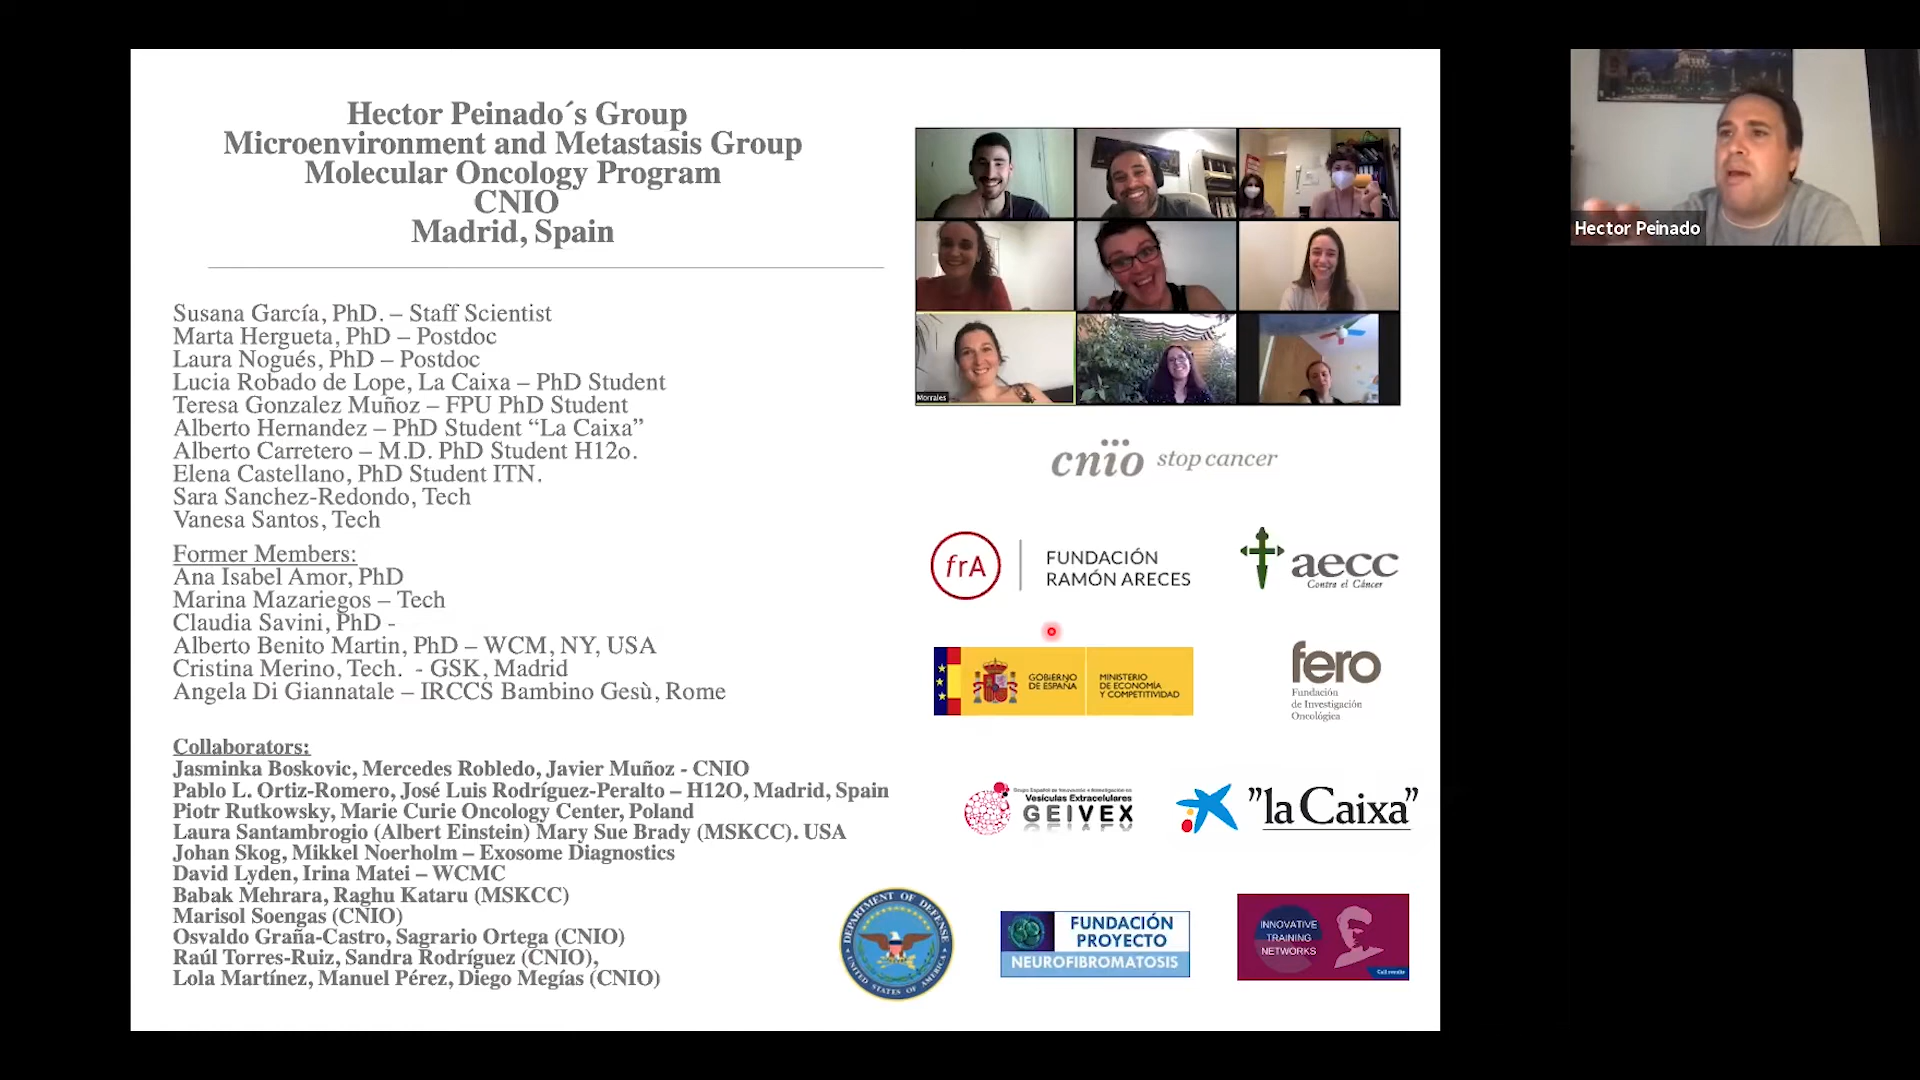 Hector Peinado´s Group
Microenvironment and Metastasis Group
Molecular Oncology Program
CNIO
Madrid, Spain
Susana García, PhD. – Staff Scientist
Marta Hergueta, PhD – Postdoc
Laura Nogués, PhD – Postdoc
Lucia Robado de Lope, La Caixa – PhD Student
Teresa Gonzalez Muñoz – FPU PhD Student
Alberto Hernandez – PhD Student “La Caixa”
Alberto Carretero – M.D. PhD Student H12o.
Elena Castellano, PhD Student ITN.
Sara Sanchez-Redondo, Tech
Vanesa Santos, Tech
Former Members:
Ana Isabel Amor, PhD
Marina Mazariegos – Tech
Claudia Savini, PhD -
Alberto Benito Martin, PhD – WCM, NY, USA
Cristina Merino, Tech. - GSK, Madrid
Angela Di Giannatale – IRCCS Bambino Gesù, Rome
Collaborators:
Jasminka Boskovic, Mercedes Robledo, Javier Muñoz - CNIO
Pablo L. Ortiz-Romero, José Luis Rodríguez-Peralto – H12O, Madrid, Spain
Piotr Rutkowsky, Marie Curie Oncology Center, Poland
Laura Santambrogio (Albert Einstein) Mary Sue Brady (MSKCC). USA
Johan Skog, Mikkel Noerholm – Exosome Diagnostics
David Lyden, Irina Matei – WCMC
Babak Mehrara, Raghu Kataru (MSKCC)
Marisol Soengas (CNIO)
Osvaldo Graña-Castro, Sagrario Ortega (CNIO)
Raúl Torres-Ruiz, Sandra Rodríguez (CNIO),
Lola Martínez, Manuel Pérez, Diego Megías (CNIO)
Morrales
cnio stop cancer
frA
FUNDACIÓN
RAMÓN ARECES
aecc
Contra el Cáncer
GOBIERNO
DE ESPAÑA
MINISTERIO
DE ECONOMÍA
Y COMPETITIVIDAD
fero
Fundación
de Investigación
Oncológica
Grupo Español de Innovación e Investigación en
Vesículas Extracelulares
GEIVEX
"la Caixa"
DEPARTMENT OF DEFENSE
UNITED STATES OF AMERICA
FUNDACIÓN
PROYECTO
NEUROFIBROMATOSIS
INNOVATIVE
TRAINING
NETWORKS
Call results
Hector Peinado